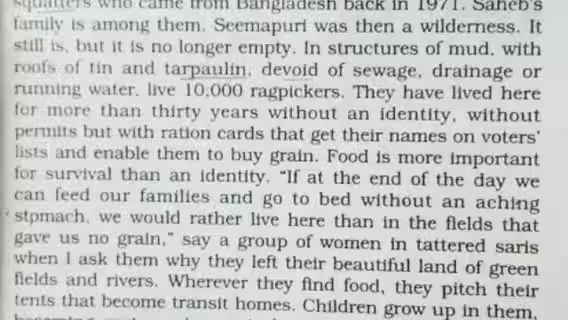 squatters who came from Bangladesh back in 1971. Saheb's
family is among them. Seemapuri was then a wilderness. It
still is, but it is no longer empty. In structures of mud, with
roofs of tin and tarpaulin, devoid of sewage, drainage or
running water, live 10,000 ragpickers. They have lived here
for more than thirty years without an identity, without
permits but with ration cards that get their names on voters'
lists and enable them to buy grain. Food is more important
for survival than an identity. "If at the end of the day we
can feed our families and go to bed without an aching
stomach, we would rather live here than in the fields that
gave us no grain," say a group of women in tattered saris
when I ask them why they left their beautiful land of green
fields and rivers. Wherever they find food, they pitch their
tents that become transit homes. Children grow up in them,